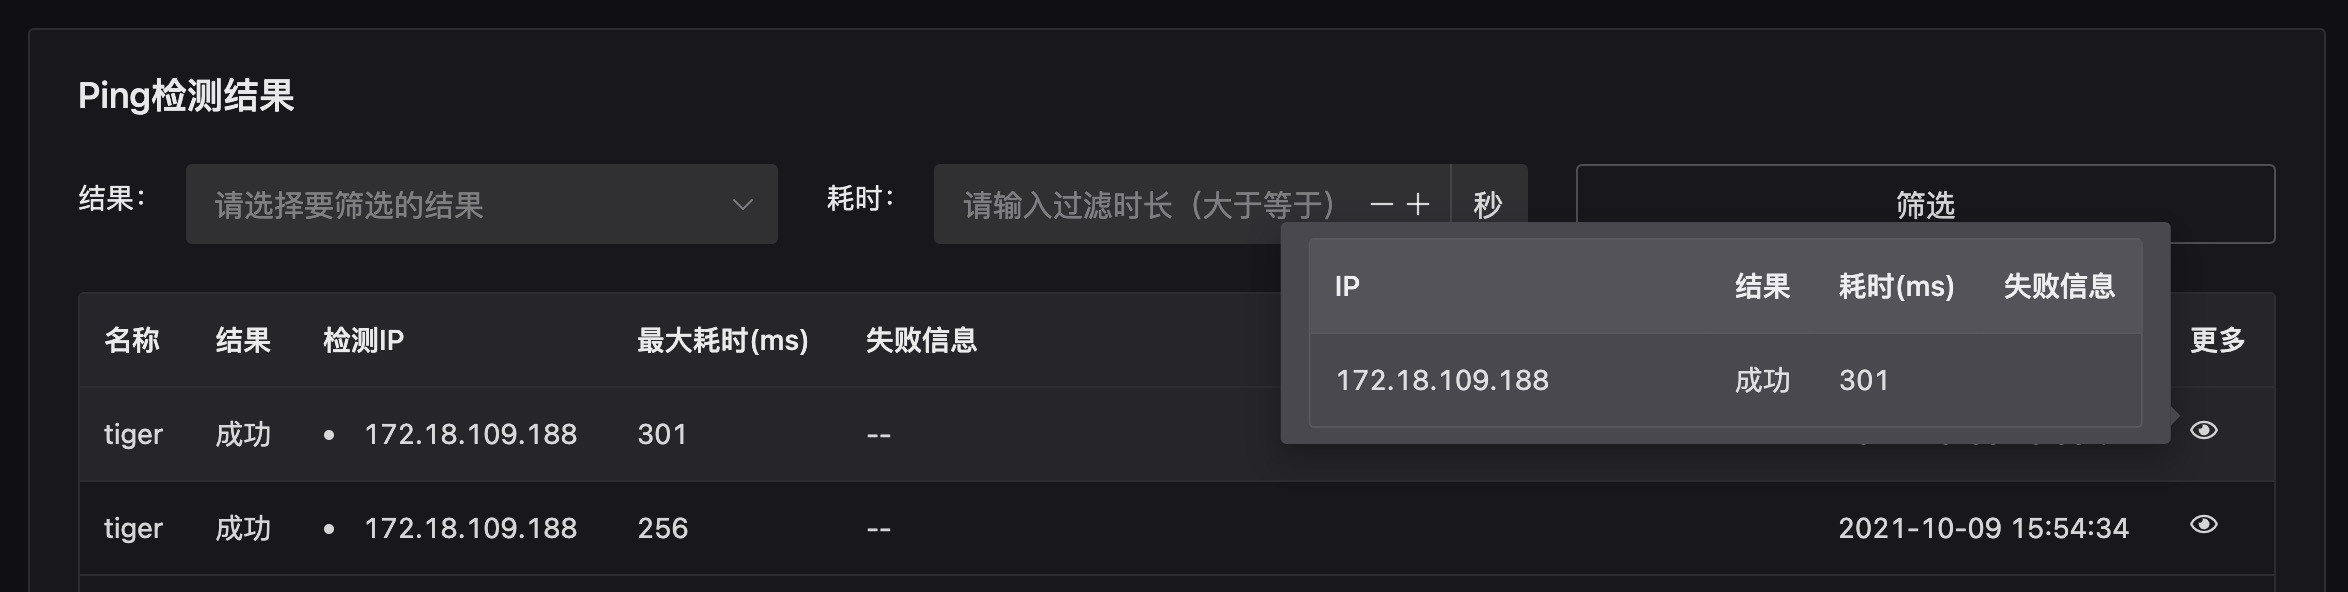 Ping检测结果
结果： 请选择要筛选的结果 耗时： 请输入过滤时长（大于等于） 秒 筛选
IP 结果 耗时(ms) 失败信息
172.18.109.188 成功 301
名称 结果 检测IP 最大耗时(ms) 失败信息 更多
tiger 成功 • 172.18.109.188 301 --
tiger 成功 • 172.18.109.188 256 -- 2021-10-09 15:54:34